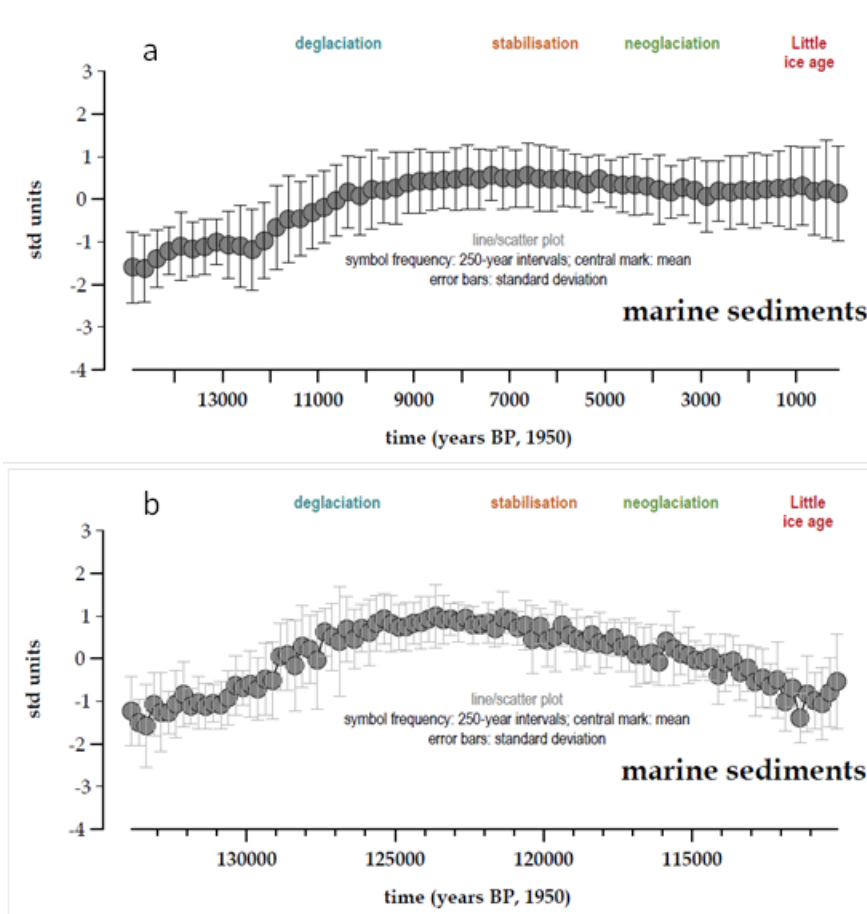 a
deglaciation stabilisation neoglaciation Little
ice age
3
2
1
0
-1
-2
-3
-4
std units
line/scatter plot
symbol frequency: 250-year intervals; central mark: mean
error bars: standard deviation
marine sediments
13000 11000 9000 7000 5000 3000 1000
time (years BP, 1950)
b
deglaciation stabilisation neoglaciation Little
ice age
3
2
1
0
-1
-2
-3
-4
std units
line/scatter plot
symbol frequency: 250-year intervals; central mark: mean
error bars: standard deviation
marine sediments
130000 125000 120000 115000
time (years BP, 1950)